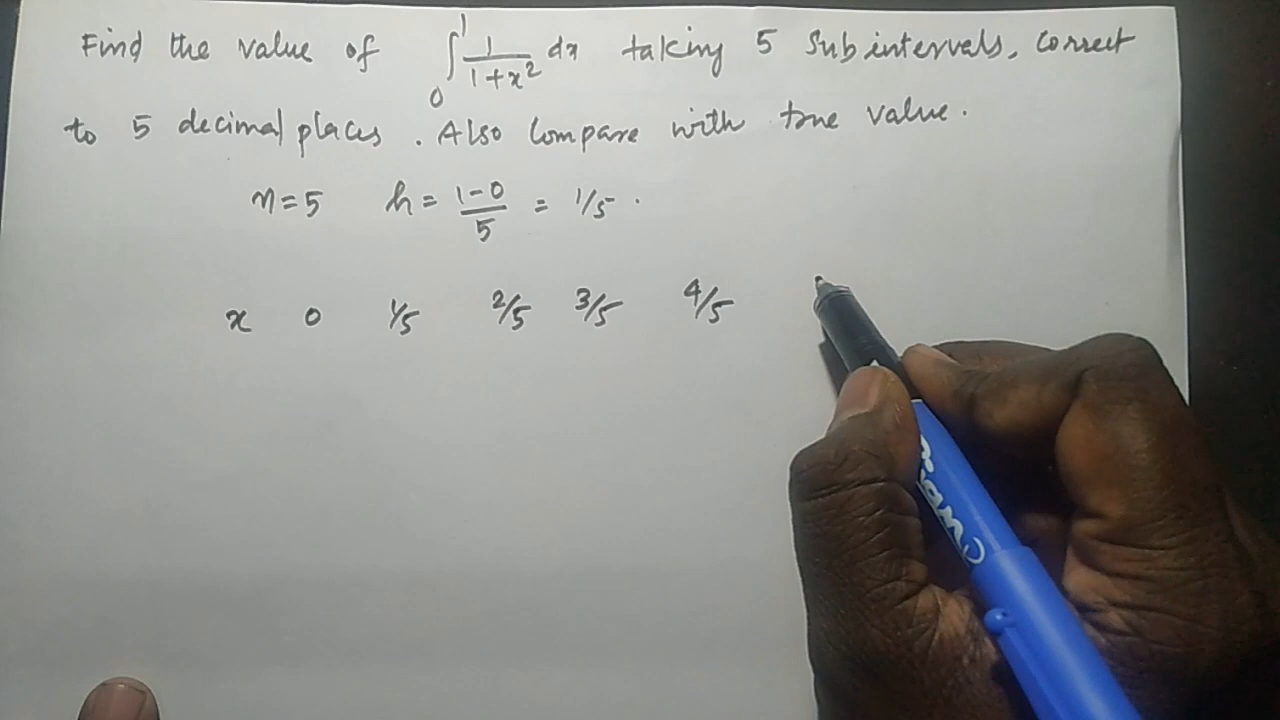 Find the value of ∫₀¹ 1/(1+x²) dx taking 5 Subintervals, Correct
to 5 decimal places. Also Compare with true value.
n=5 h = (1-0)/5 = 1/5.
x 0 1/5 2/5 3/5 4/5